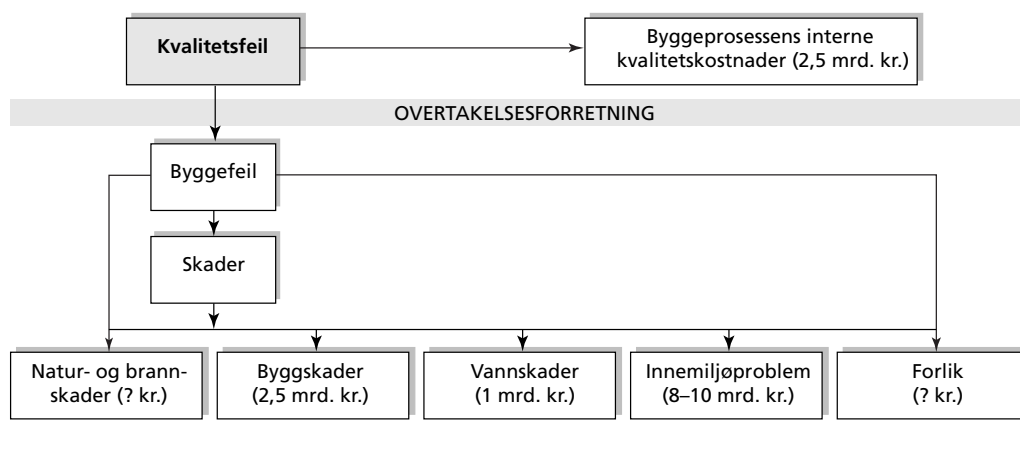 Kvalitetsfeil
Byggeprosessens interne
kvalitetskostnader (2,5 mrd. kr.)
OVERTAKELSESFORRETNING
Byggefeil
Skader
Natur- og brann-
skader (? kr.)
Byggskader
(2,5 mrd. kr.)
Vannskader
(1 mrd. kr.)
Innemiljøproblem
(8–10 mrd. kr.)
Forlik
(? kr.)